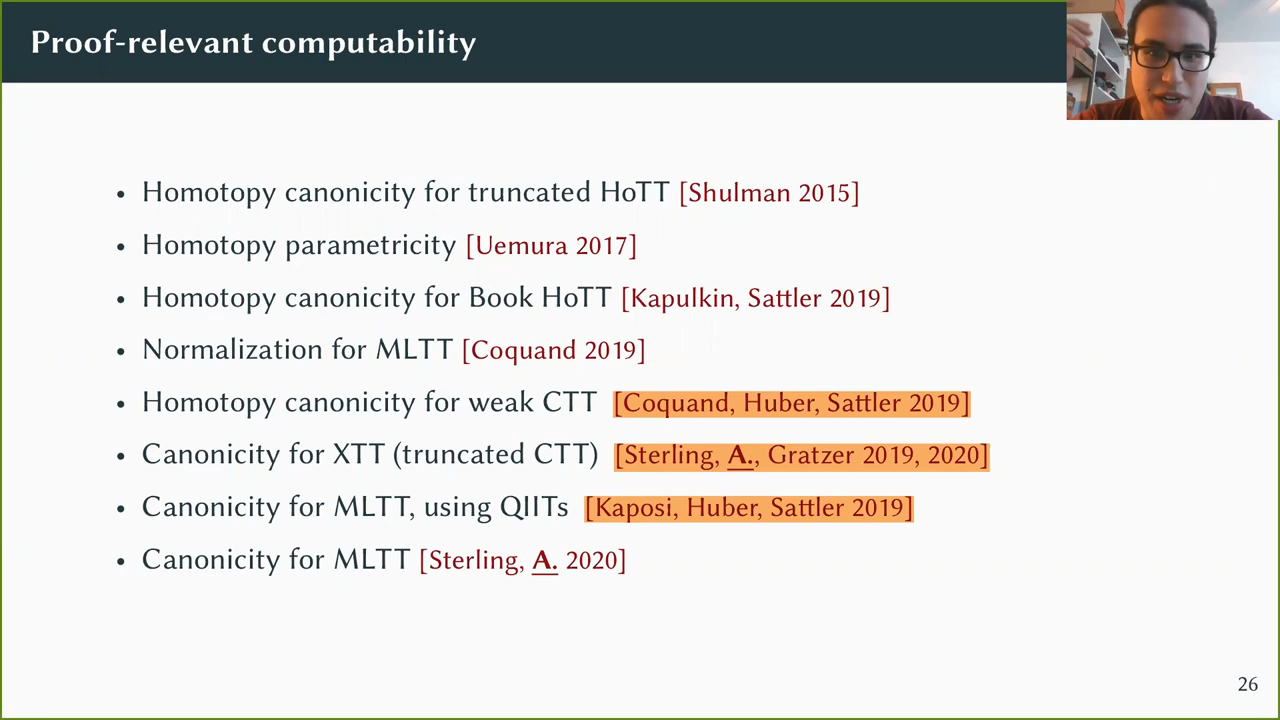 Proof-relevant computability
• Homotopy canonicity for truncated HoTT [Shulman 2015]
• Homotopy parametricity [Uemura 2017]
• Homotopy canonicity for Book HoTT [Kapulkin, Sattler 2019]
• Normalization for MLTT [Coquand 2019]
• Homotopy canonicity for weak CTT [Coquand, Huber, Sattler 2019]
• Canonicity for XTT (truncated CTT) [Sterling, A., Gratzer 2019, 2020]
• Canonicity for MLTT, using QIITs [Kaposi, Huber, Sattler 2019]
• Canonicity for MLTT [Sterling, A. 2020]
26